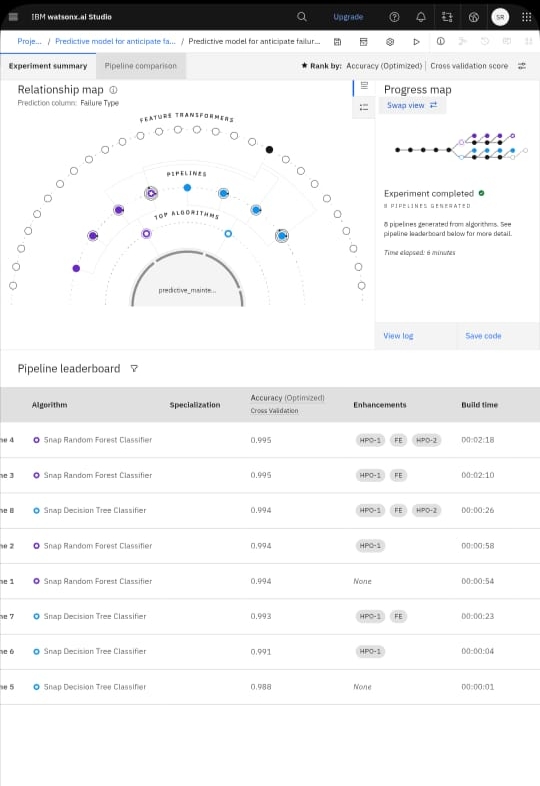 IBM watsonx.ai Studio
Upgrade
SR
Proje... / Predictive model for anticipate fa... / Predictive model for anticipate failur...
Experiment summary
Pipeline comparison
Rank by: Accuracy (Optimized) | Cross validation score
Relationship map
Prediction column: Failure Type
FEATURE TRANSFORMERS
PIPELINES
TOP ALGORITHMS
predictive_mainte...
Progress map
Swap view
Experiment completed
8 PIPELINES GENERATED
8 pipelines generated from algorithms. See
pipeline leaderboard below for more detail.
Time elapsed: 6 minutes
View log
Save code
Pipeline leaderboard
Algorithm Specialization Accuracy (Optimized) Enhancements Build time
Cross Validation
ne 4 Snap Random Forest Classifier 0.995 HPO-1 FE HPO-2 00:02:18
ne 3 Snap Random Forest Classifier 0.995 HPO-1 FE 00:02:10
ne 8 Snap Decision Tree Classifier 0.994 HPO-1 FE HPO-2 00:00:26
ne 2 Snap Random Forest Classifier 0.994 HPO-1 00:00:58
ne 1 Snap Random Forest Classifier 0.994 None 00:00:54
ne 7 Snap Decision Tree Classifier 0.993 HPO-1 FE 00:00:23
ne 6 Snap Decision Tree Classifier 0.991 HPO-1 00:00:04
ne 5 Snap Decision Tree Classifier 0.988 None 00:00:01